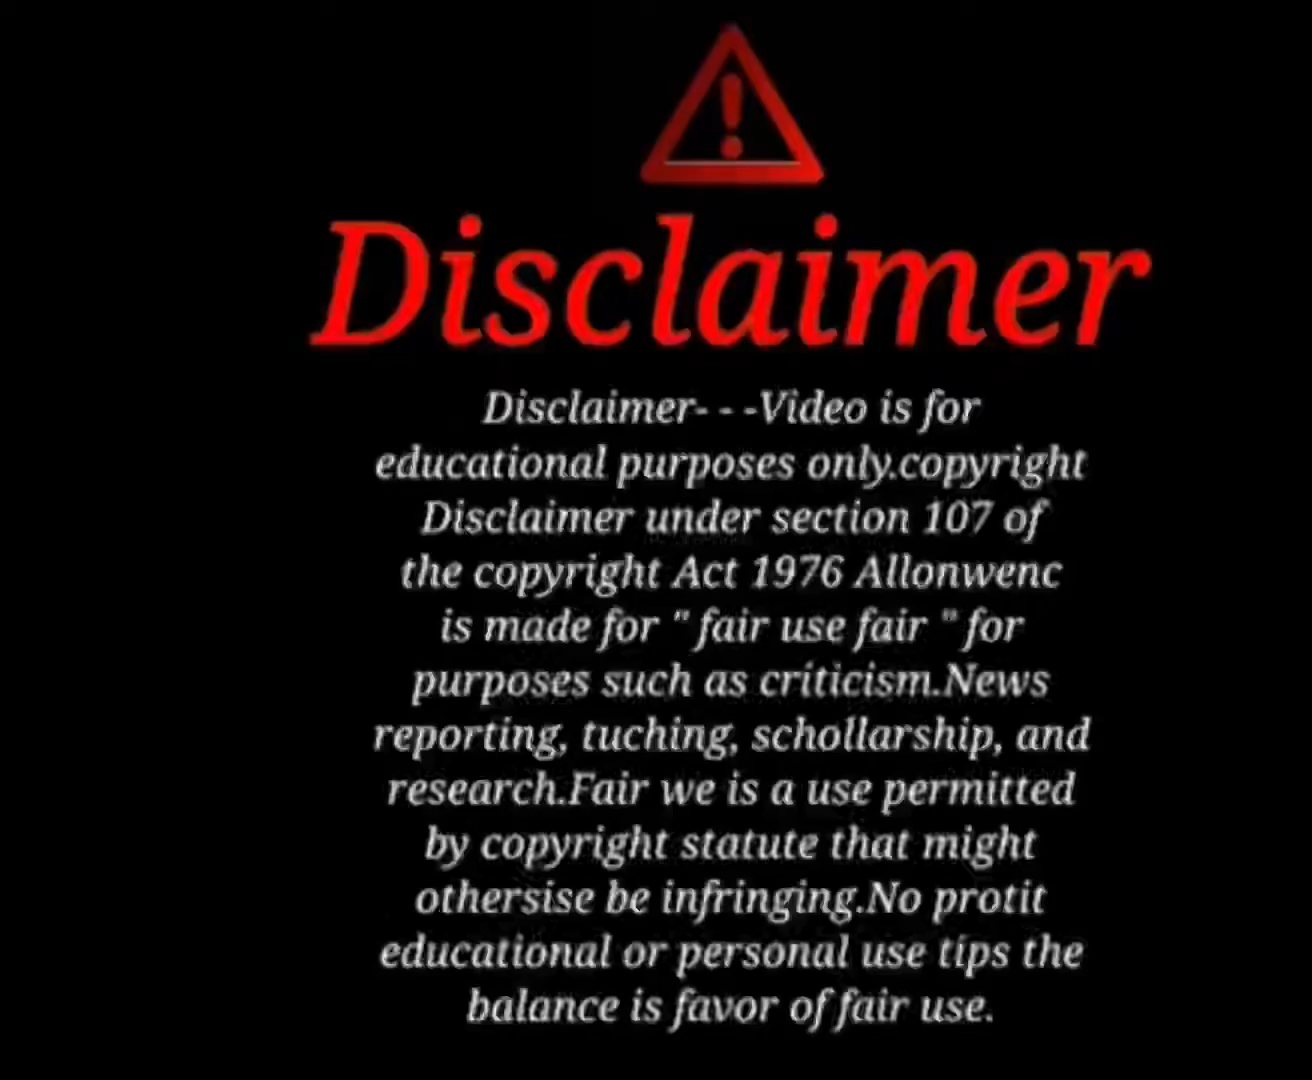 Disclaimer
Disclaimer- - -Video is for
educational purposes only.copyright
Disclaimer under section 107 of
the copyright Act 1976 Allonwenc
is made for " fair use fair " for
purposes such as criticism.News
reporting, tuching, schollarship, and
research.Fair we is a use permitted
by copyright statute that might
othersise be infringing.No protit
educational or personal use tips the
balance is favor of fair use.